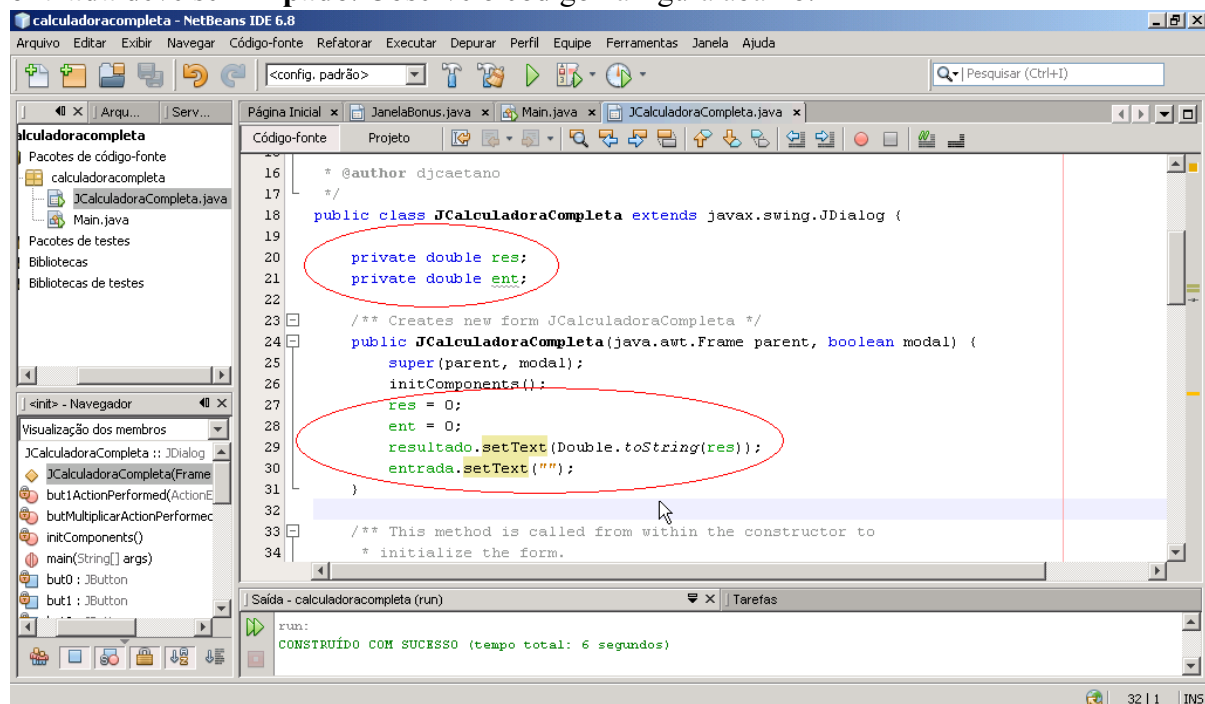 calculadoracompleta - NetBeans IDE 6.8
Arquivo Editar Exibir Navegar Código-fonte Refatorar Executar Depurar Perfil Equipe Ferramentas Janela Ajuda
<config. padrão>
Pesquisar (Ctrl+I)
Arqu... Serv...
alculadoracompleta
Pacotes de código-fonte
calculadoracompleta
JCalculadoraCompleta.java
Main.java
Pacotes de testes
Bibliotecas
Bibliotecas de testes
<init> - Navegador
Visualização dos membros
JCalculadoraCompleta :: JDialog
JCalculadoraCompleta(Frame
but1ActionPerformed(ActionE
butMultiplicarActionPerformec
initComponents()
main(String[] args)
but0 : JButton
but1 : JButton
Página Inicial JanelaBonus.java Main.java JCalculadoraCompleta.java
Código-fonte Projeto
16 * @author djcaetano
17 */
18 public class JCalculadoraCompleta extends javax.swing.JDialog {
19
20 private double res;
21 private double ent;
22
23 /** Creates new form JCalculadoraCompleta */
24 public JCalculadoraCompleta(java.awt.Frame parent, boolean modal) {
25 super(parent, modal);
26 initComponents();
27 res = 0;
28 ent = 0;
29 resultado.setText(Double.toString(res));
30 entrada.setText("");
31 }
32
33 /** This method is called from within the constructor to
34 * initialize the form.
Saída - calculadoracompleta (run) Tarefas
run:
CONSTRUÍDO COM SUCESSO (tempo total: 6 segundos)
32 | 1 INS